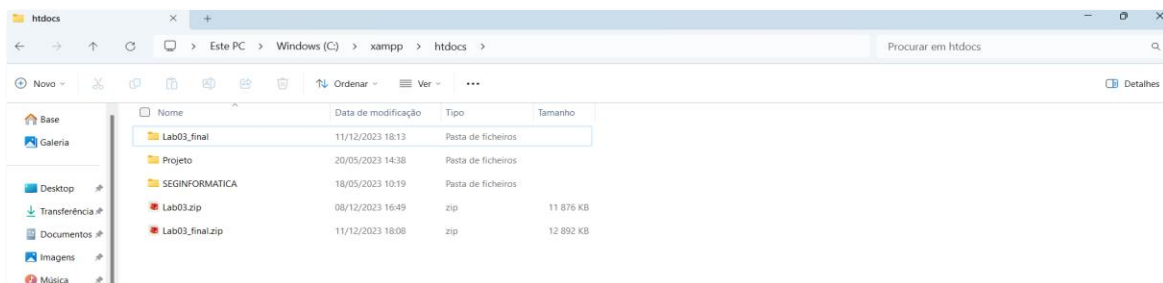 htdocs
Este PC > Windows (C:) > xampp > htdocs >
Procurar em htdocs
Novo
Ordenar
Ver
Detalhes
Base
Galeria
Desktop
Transferência
Documentos
Imagens
Música
Nome Data de modificação Tipo Tamanho
Lab03_final 11/12/2023 18:13 Pasta de ficheiros
Projeto 20/05/2023 14:38 Pasta de ficheiros
SEGINFORMATICA 18/05/2023 10:19 Pasta de ficheiros
Lab03.zip 08/12/2023 16:49 zip 11 876 KB
Lab03_final.zip 11/12/2023 18:08 zip 12 892 KB